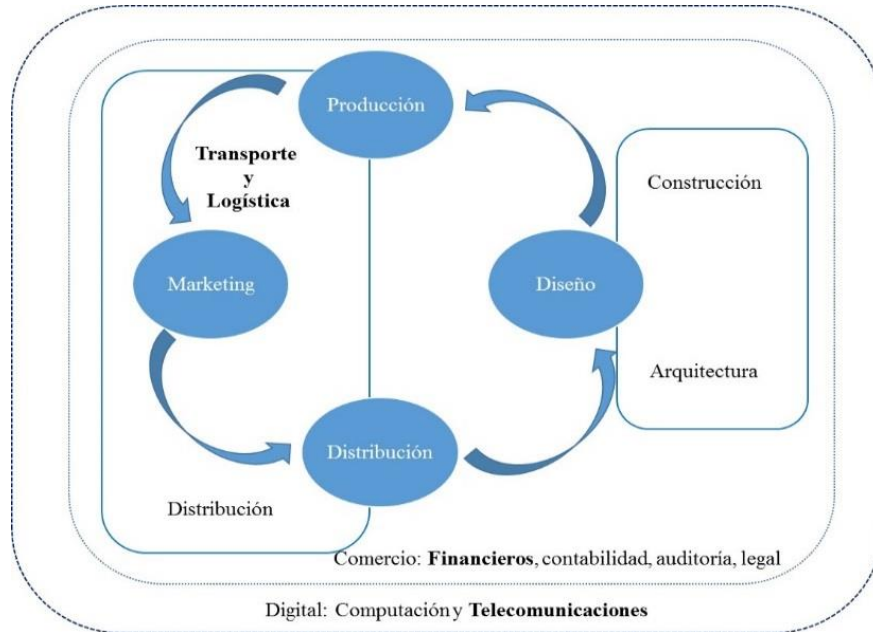 Producción
Transporte
y
Logística
Construcción
Marketing
Diseño
Arquitectura
Distribución
Distribución
Comercio: Financieros, contabilidad, auditoría, legal
Digital: Computación y Telecomunicaciones